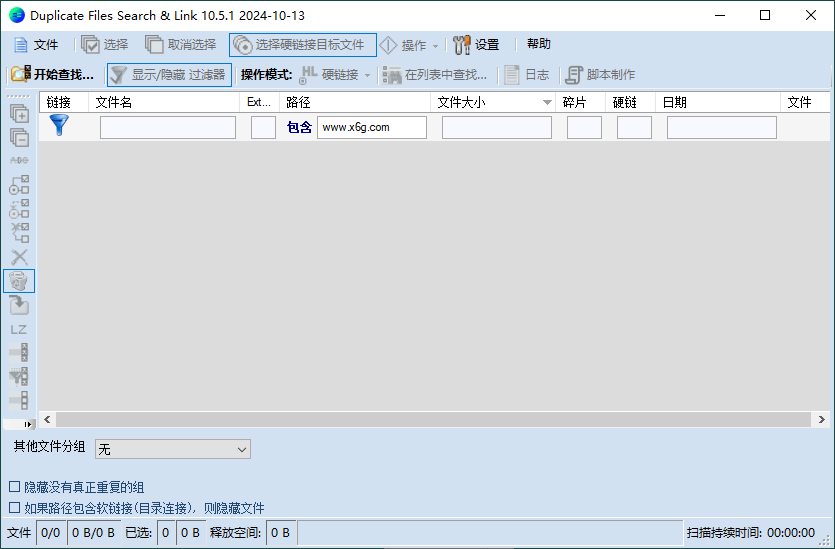 Duplicate Files Search & Link 10.5.1 2024-10-13
文件 选择 取消选择 选择硬链接目标文件 操作 设置 帮助
开始查找... 显示/隐藏 过滤器 操作模式: HL 硬链接 在列表中查找... 日志 脚本制作
链接 文件名 Ext... 路径 文件大小 碎片 硬链 日期 文件
包含 www.x6g.com
ABC
LZ
其他文件分组 无
隐藏没有真正重复的组
如果路径包含软链接(目录连接)，则隐藏文件
文件 0/0 0 B/0 B 已选: 0 0 B 释放空间: 0 B 扫描持续时间: 00:00:00